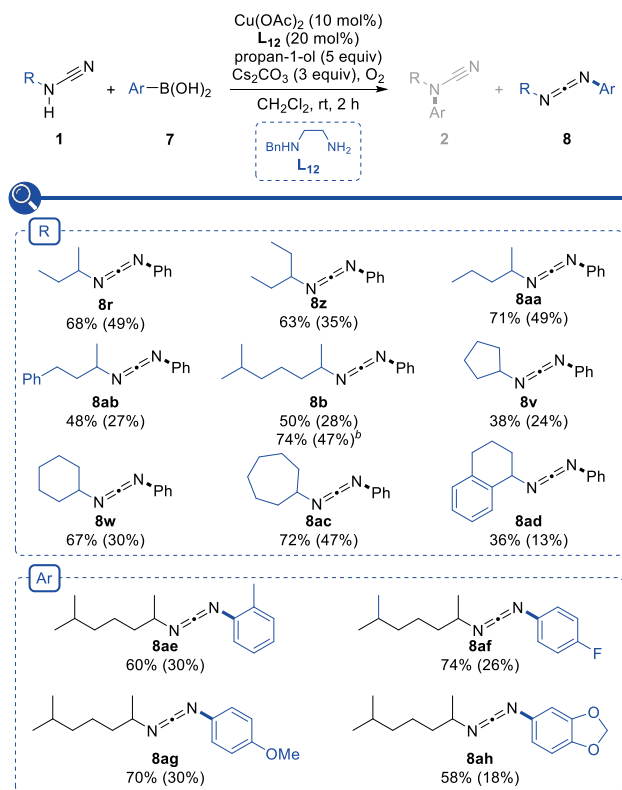 Cu(OAc)2 (10 mol%)
L12 (20 mol%)
propan-1-ol (5 equiv)
Cs2CO3 (3 equiv), O2
CH2Cl2, rt, 2 h
R N H N
1
+
Ar B(OH)2
7
BnHN NH2
L12
R N Ar N
2
+
R N N Ar
8
R
N N Ph
8r
68% (49%)
N N Ph
8z
63% (35%)
N N Ph
8aa
71% (49%)
Ph N N Ph
8ab
48% (27%)
N N Ph
8b
50% (28%)
74% (47%)b
N N Ph
8v
38% (24%)
N N Ph
8w
67% (30%)
N N Ph
8ac
72% (47%)
N N Ph
8ad
36% (13%)
Ar
N N
8ae
60% (30%)
N N F
8af
74% (26%)
N N OMe
8ag
70% (30%)
N N O O
8ah
58% (18%)